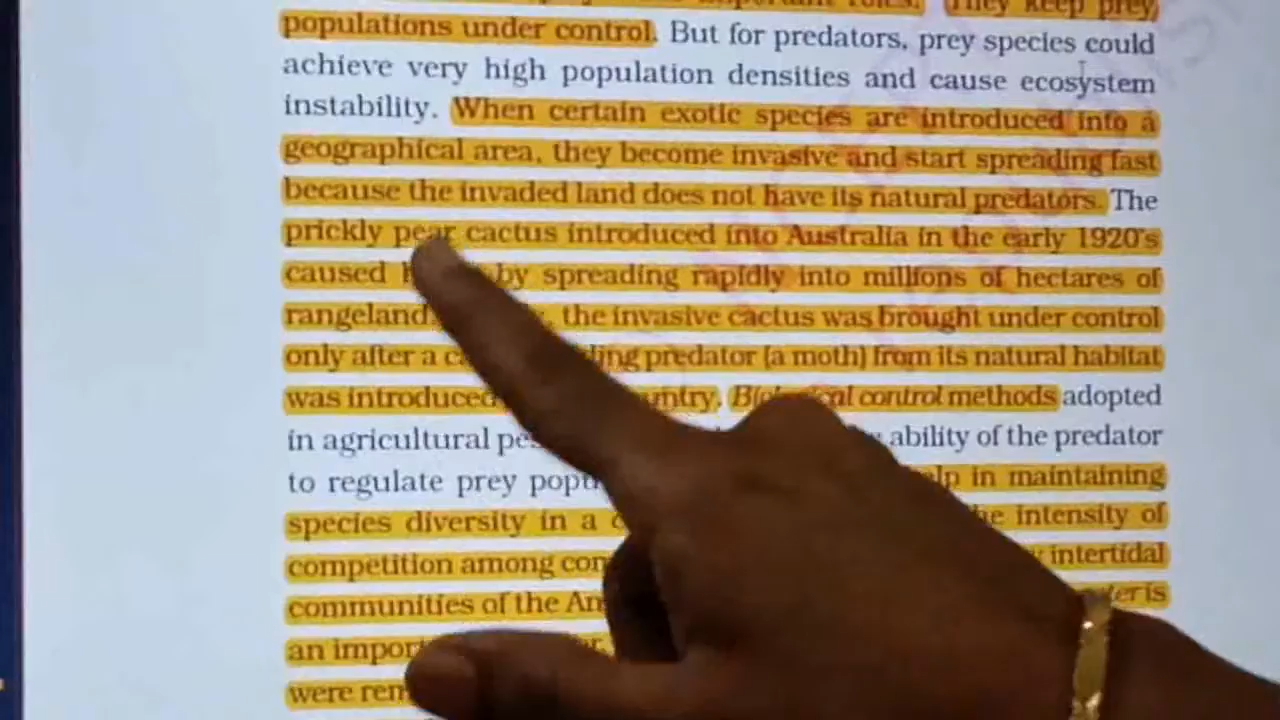 They keep prey
populations under control. But for predators, prey species could
achieve very high population densities and cause ecosystem
instability. When certain exotic species are introduced into a
geographical area, they become invasive and start spreading fast
because the invaded land does not have its natural predators. The
prickly pear cactus introduced into Australia in the early 1920's
caused by spreading rapidly into millions of hectares of
rangeland the invasive cactus was brought under control
only after a predator (a moth) from its natural habitat
was introduced Biological control methods adopted
in agricultural ability of the predator
to regulate prey in maintaining
species diversity in a intensity of
competition among intertidal
communities of the is
an
were